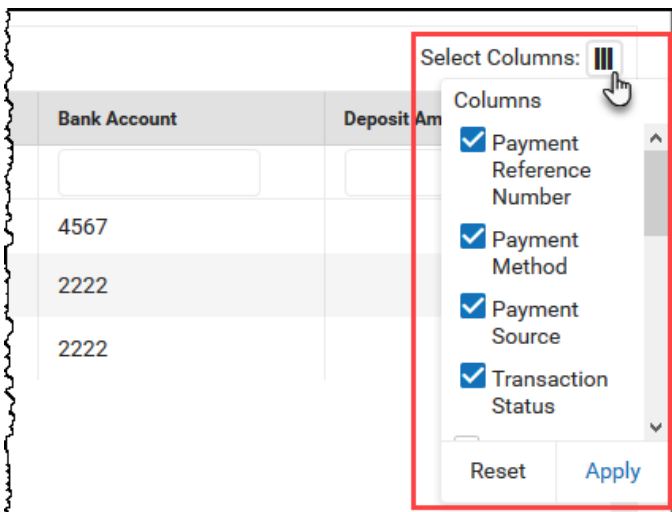 Select Columns:
Columns
Bank Account
Deposit Am
Payment
Reference
Number
4567
Payment
Method
2222
Payment
Source
2222
Transaction
Status
Reset
Apply